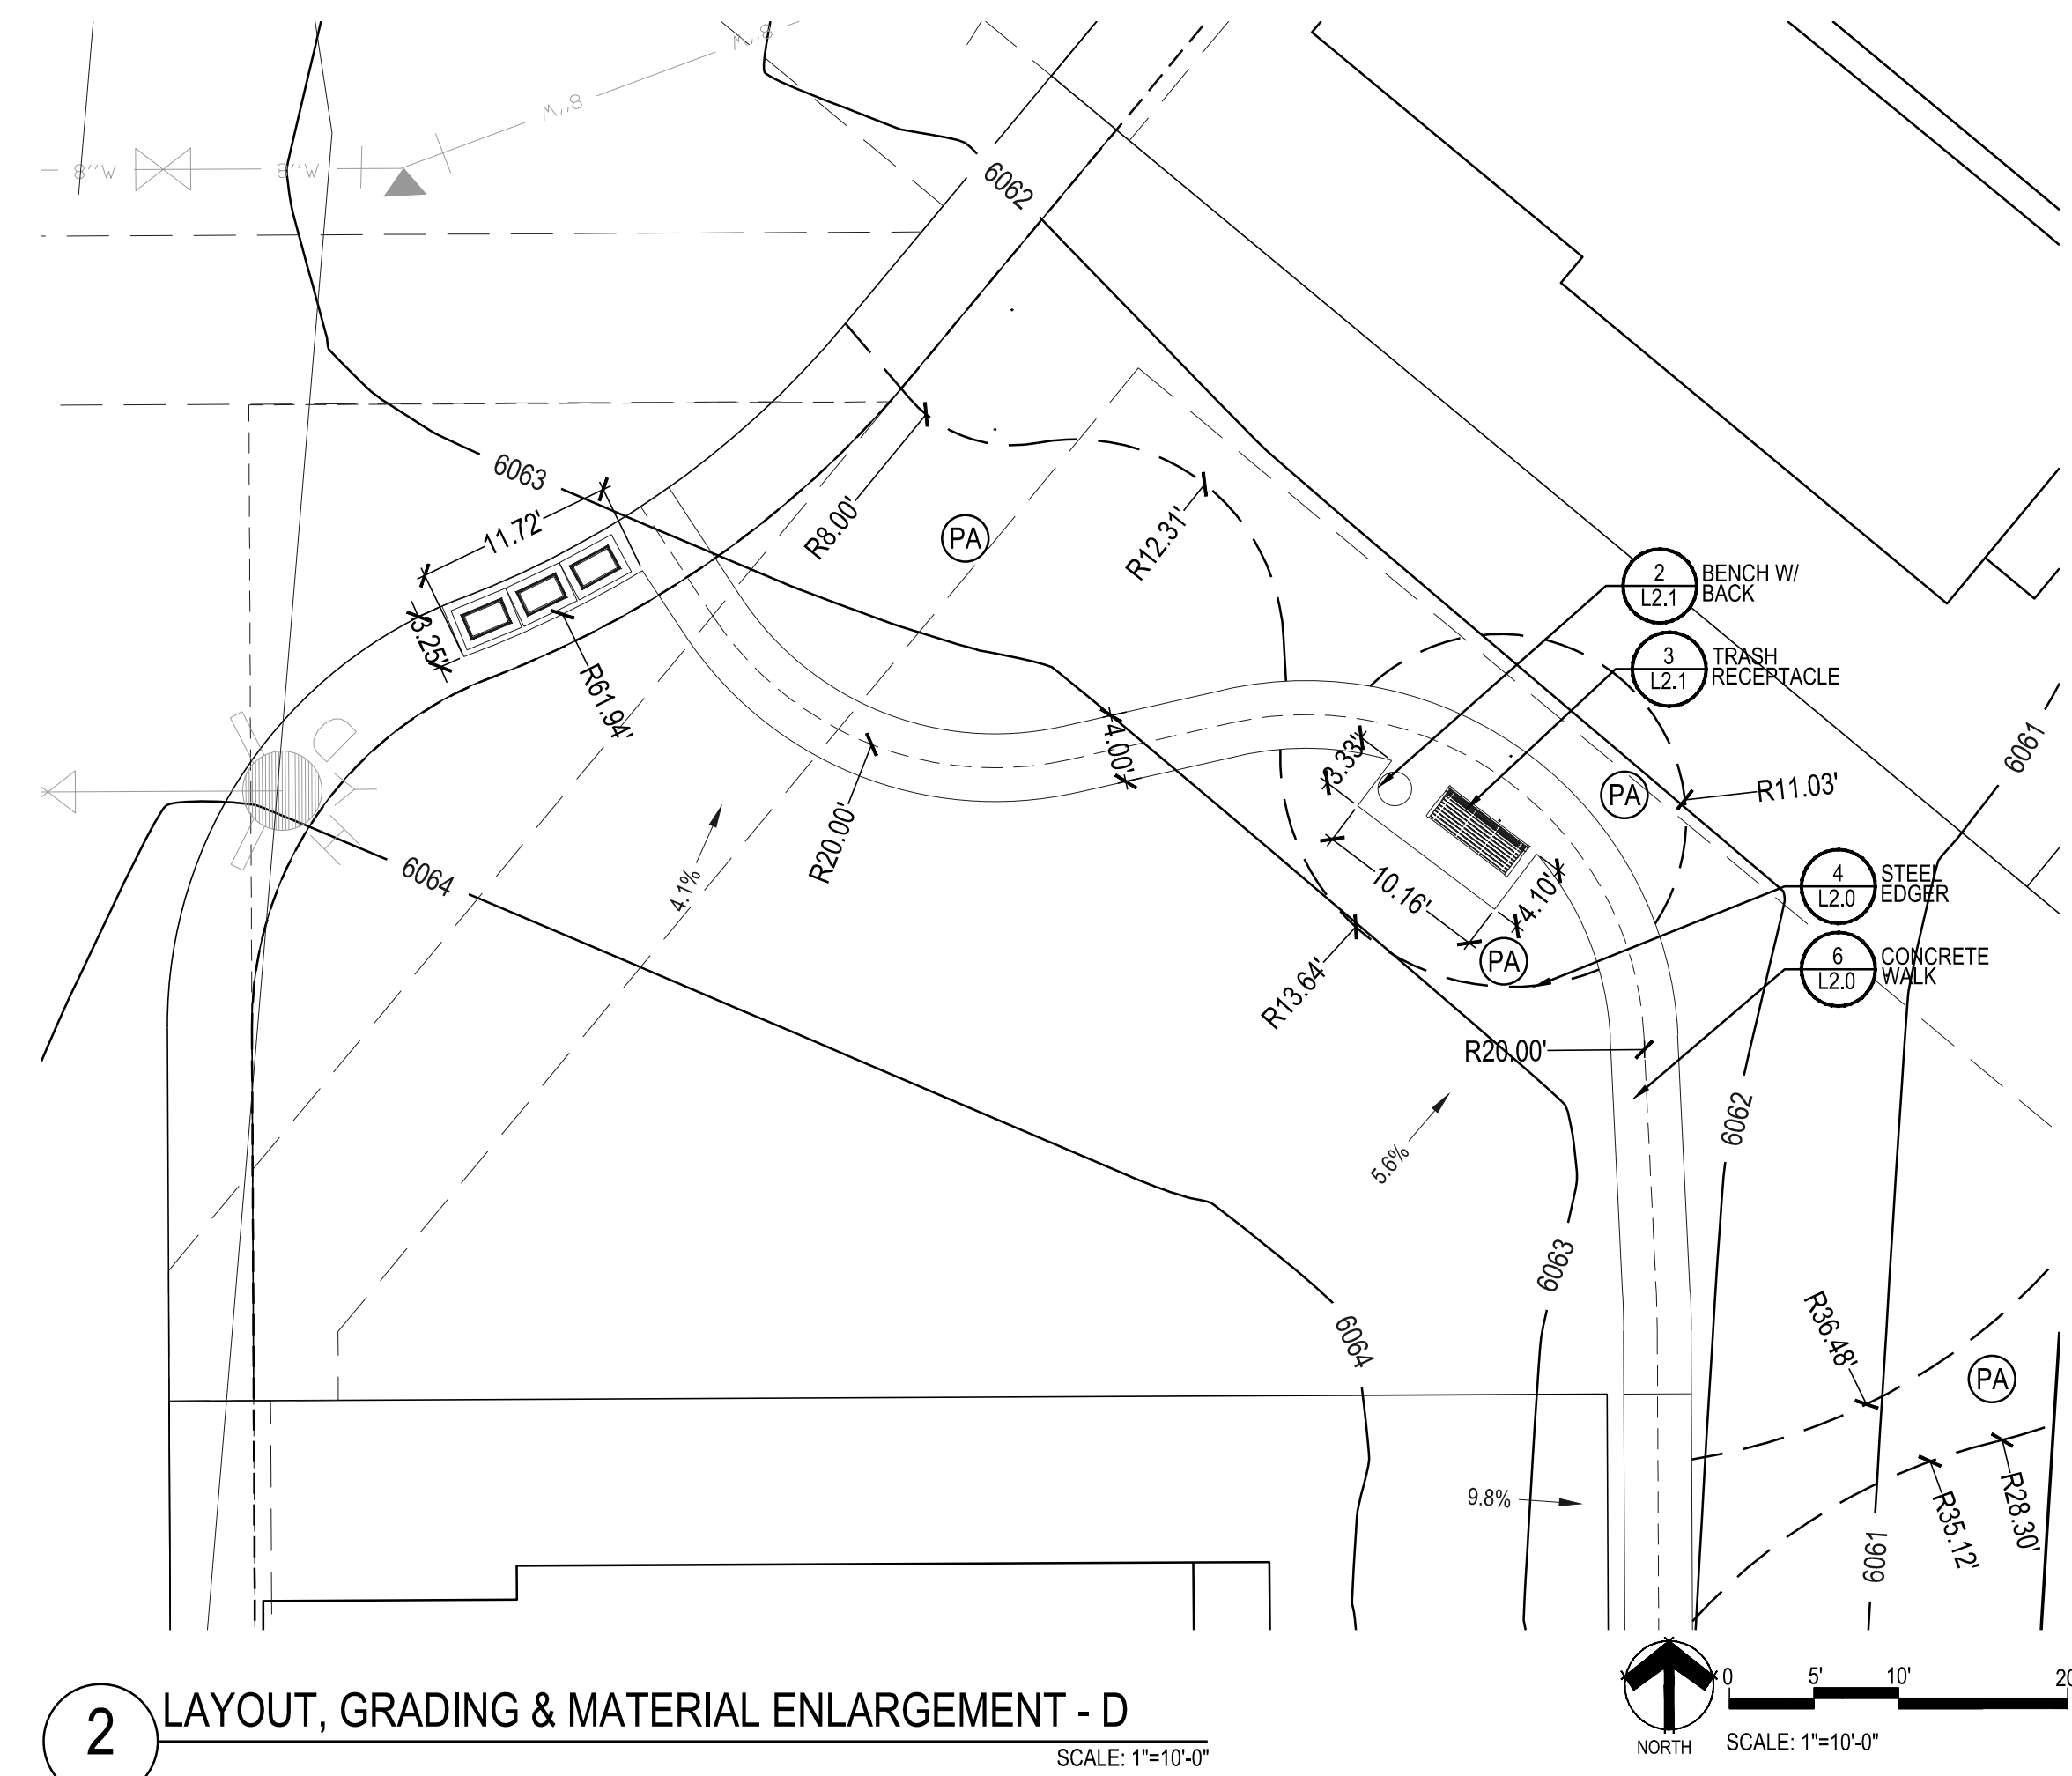 8''W
8''W
8''W
8''W
6062
6063
11.72'
3.25'
R61.94'
R8.00'
PA
R12.31'
2
L2.1
BENCH W/
BACK
3
L2.1
TRASH
RECEPTACLE
6061
4.00'
3.33'
PA
R11.03'
D
Y
H
6064
4.1%
R20.00'
10.16'
4.10'
4
L2.0
STEEL
EDGER
PA
R13.64'
6
L2.0
CONCRETE
WALK
R20.00'
5.6%
6062
6063
6064
R36.48'
PA
9.8%
6061
R35.12'
R28.30'
2
LAYOUT, GRADING & MATERIAL ENLARGEMENT - D
SCALE: 1"=10'-0"
NORTH
0 5' 10' 20
SCALE: 1"=10'-0"